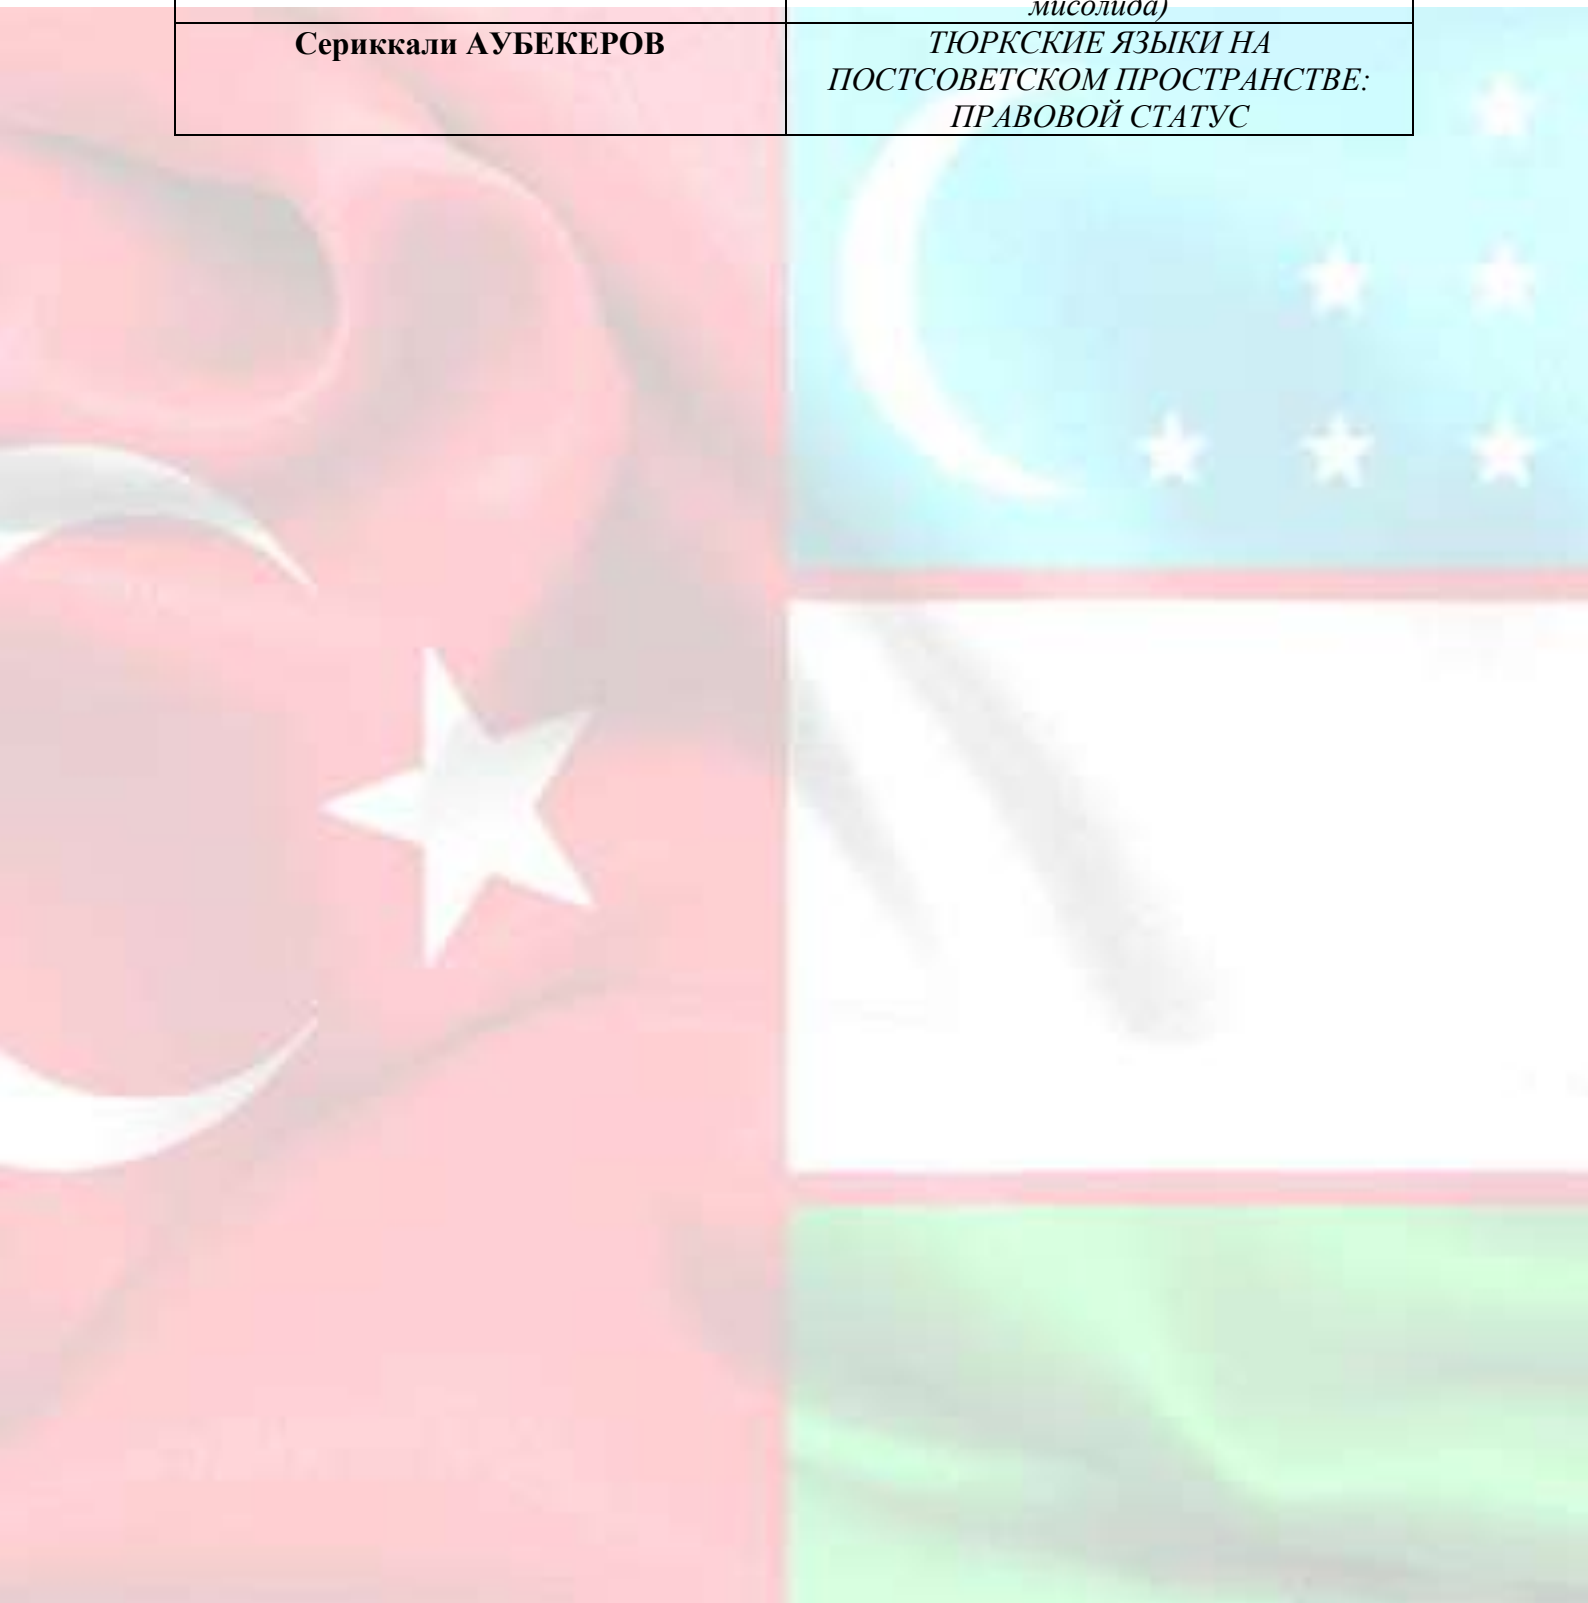 мисолида)
Сериккали АУБЕКЕРОВ
ТЮРКСКИЕ ЯЗЫКИ НА
ПОСТСОВЕТСКОМ ПРОСТРАНСТВЕ:
ПРАВОВОЙ СТАТУС